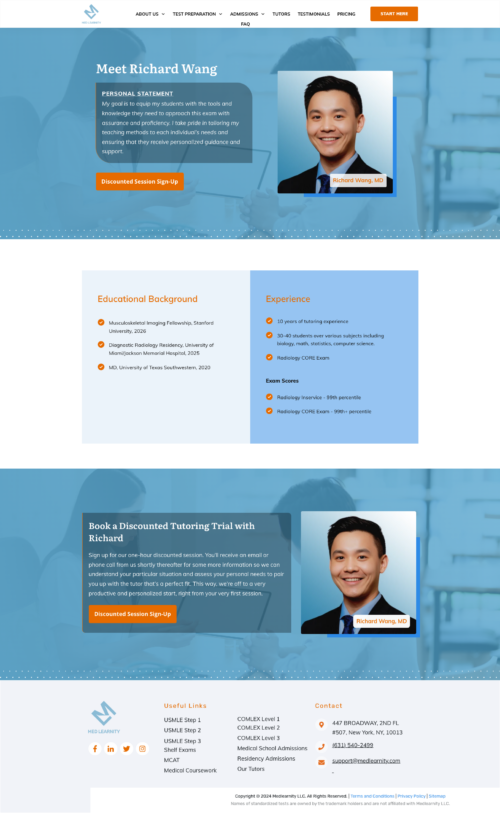 MEDLEARNITY
ABOUT US
TEST PREPARATION
ADMISSIONS
TUTORS
TESTIMONIALS
PRICING
FAQ
START HERE
Meet Richard Wang
PERSONAL STATEMENT
My goal is to equip my students with the tools and
knowledge they need to approach this exam with
assurance and proficiency. I take pride in tailoring my
teaching methods to each individual's needs and
ensuring that they receive personalized guidance and
support.
Discounted Session Sign-Up
Richard Wang, MD
Educational Background
Musculoskeletal Imaging Fellowship, Stanford
University, 2026
Diagnostic Radiology Residency, University of
Miami/Jackson Memorial Hospital, 2025
MD, University of Texas Southwestern, 2020
Experience
10 years of tutoring experience
30-40 students over various subjects including
biology, math, statistics, computer science
Radiology CORE Exam
Exam Scores
Radiology Inservice - 99th percentile
Radiology CORE Exam - 99th+ percentile
Book a Discounted Tutoring Trial with
Richard
Sign up for our one-hour discounted session. You'll receive an email or
phone call from us shortly thereafter for some more information so we can
understand your particular situation and assess your personal needs to pair
you up with the tutor that's a perfect fit. This way, we're off to a very
productive and personalized start, right from your very first session.
Discounted Session Sign-Up
Richard Wang, MD
MEDLEARNITY
Useful Links
USMLE Step 1
USMLE Step 2
USMLE Step 3
Shelf Exams
MCAT
Medical Coursework
COMLEX Level 1
COMLEX Level 2
COMLEX Level 3
Medical School Admissions
Residency Admissions
Our Tutors
Contact
447 BROADWAY, 2ND FL
#507, New York, NY, 10013
(631) 540-2499
support@medlearnity.com
Copyright © 2024 Medlearnity LLC. All Rights Reserved. | Terms and Conditions | Privacy Policy | Sitemap
Names of standardized tests are owned by the trademark holders and are not affiliated with Medlearnity LLC.